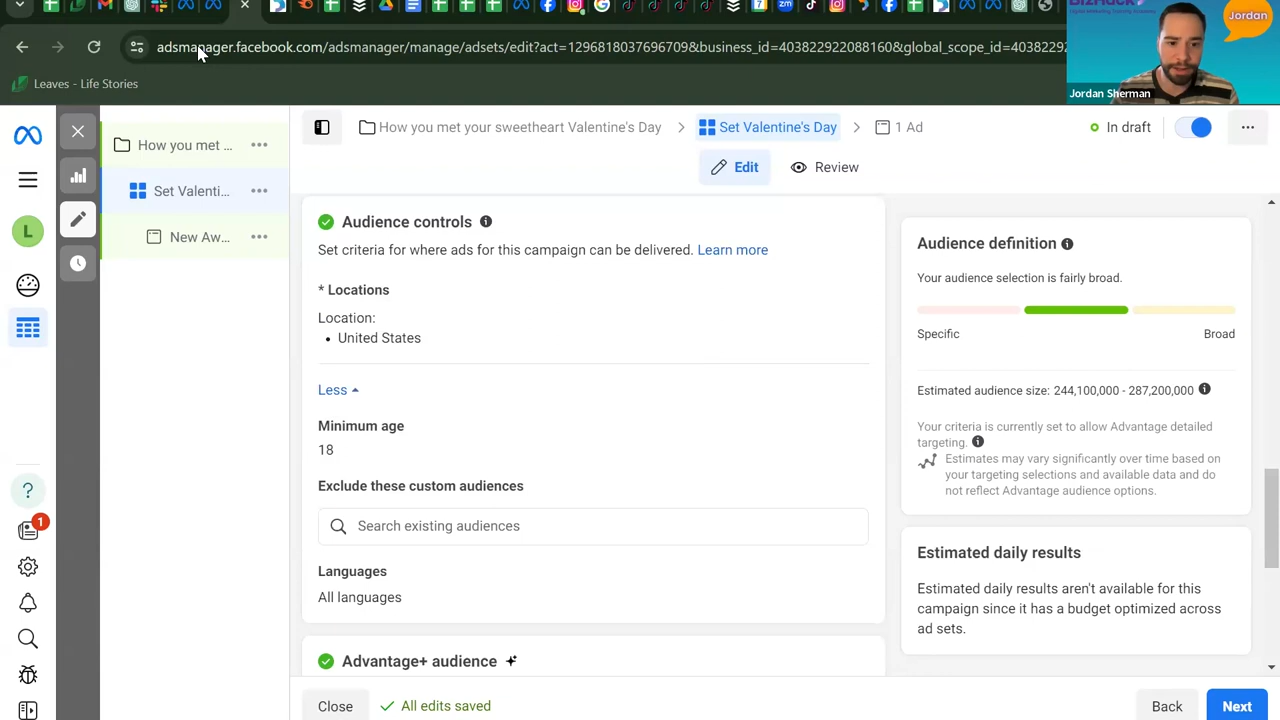 BizHack
Jordan
adsmanager.facebook.com/adsmanager/manage/adsets/edit?act=1296818037696709&business_id=403822922088160&global_scope_id=4038229
Leaves - Life Stories
Jordan Sherman
How you met your sweetheart Valentine's Day
Set Valentine's Day
1 Ad
In draft
How you met ...
Edit
Review
Set Valenti...
New Aw...
L
Audience controls
Set criteria for where ads for this campaign can be delivered. Learn more
* Locations
Location:
• United States
Less
Minimum age
18
Exclude these custom audiences
Search existing audiences
Languages
All languages
Advantage+ audience
Audience definition
Your audience selection is fairly broad.
Specific
Broad
Estimated audience size: 244,100,000 - 287,200,000
Your criteria is currently set to allow Advantage detailed
targeting.
Estimates may vary significantly over time based on
your targeting selections and available data and do
not reflect Advantage audience options.
Estimated daily results
Estimated daily results aren't available for this
campaign since it has a budget optimized across
ad sets.
?
1
Close
All edits saved
Back
Next